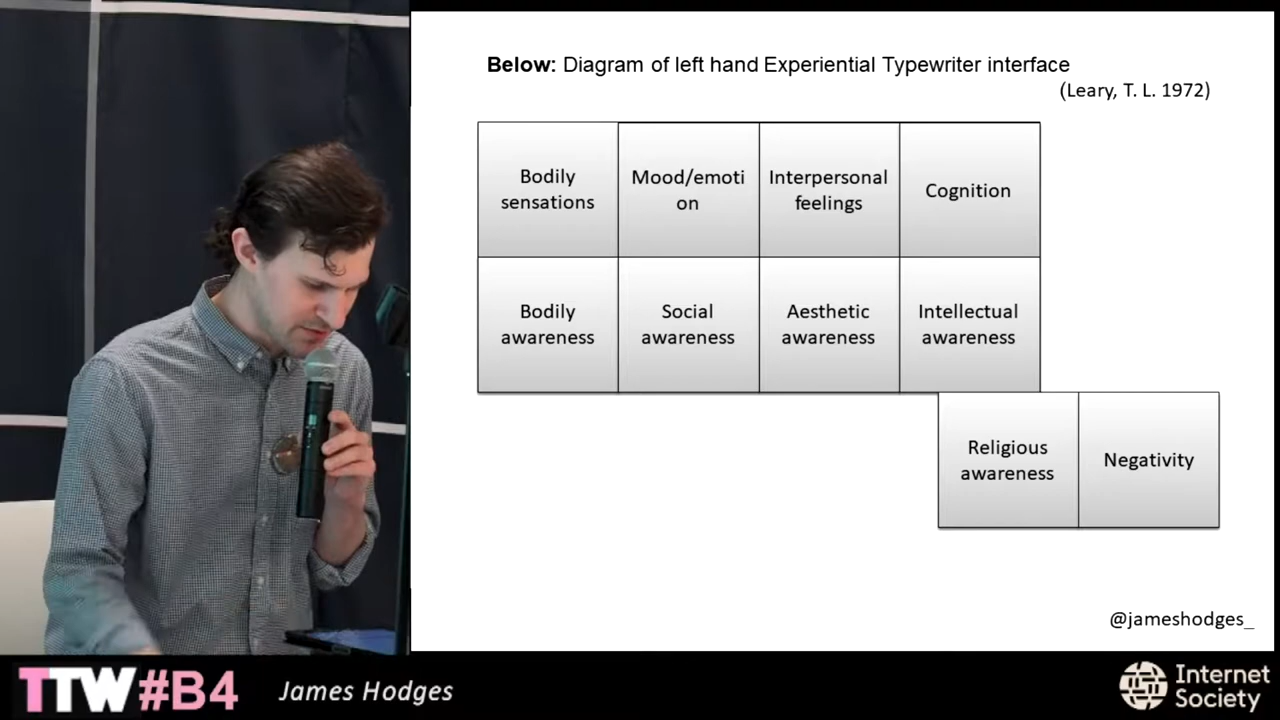 Below: Diagram of left hand Experiential Typewriter interface
(Leary, T. L. 1972)
Bodily
sensations
Mood/emoti
on
Interpersonal
feelings
Cognition
Bodily
awareness
Social
awareness
Aesthetic
awareness
Intellectual
awareness
Religious
awareness
Negativity
@jameshodges_
TTW#B4
James Hodges
Internet
Society